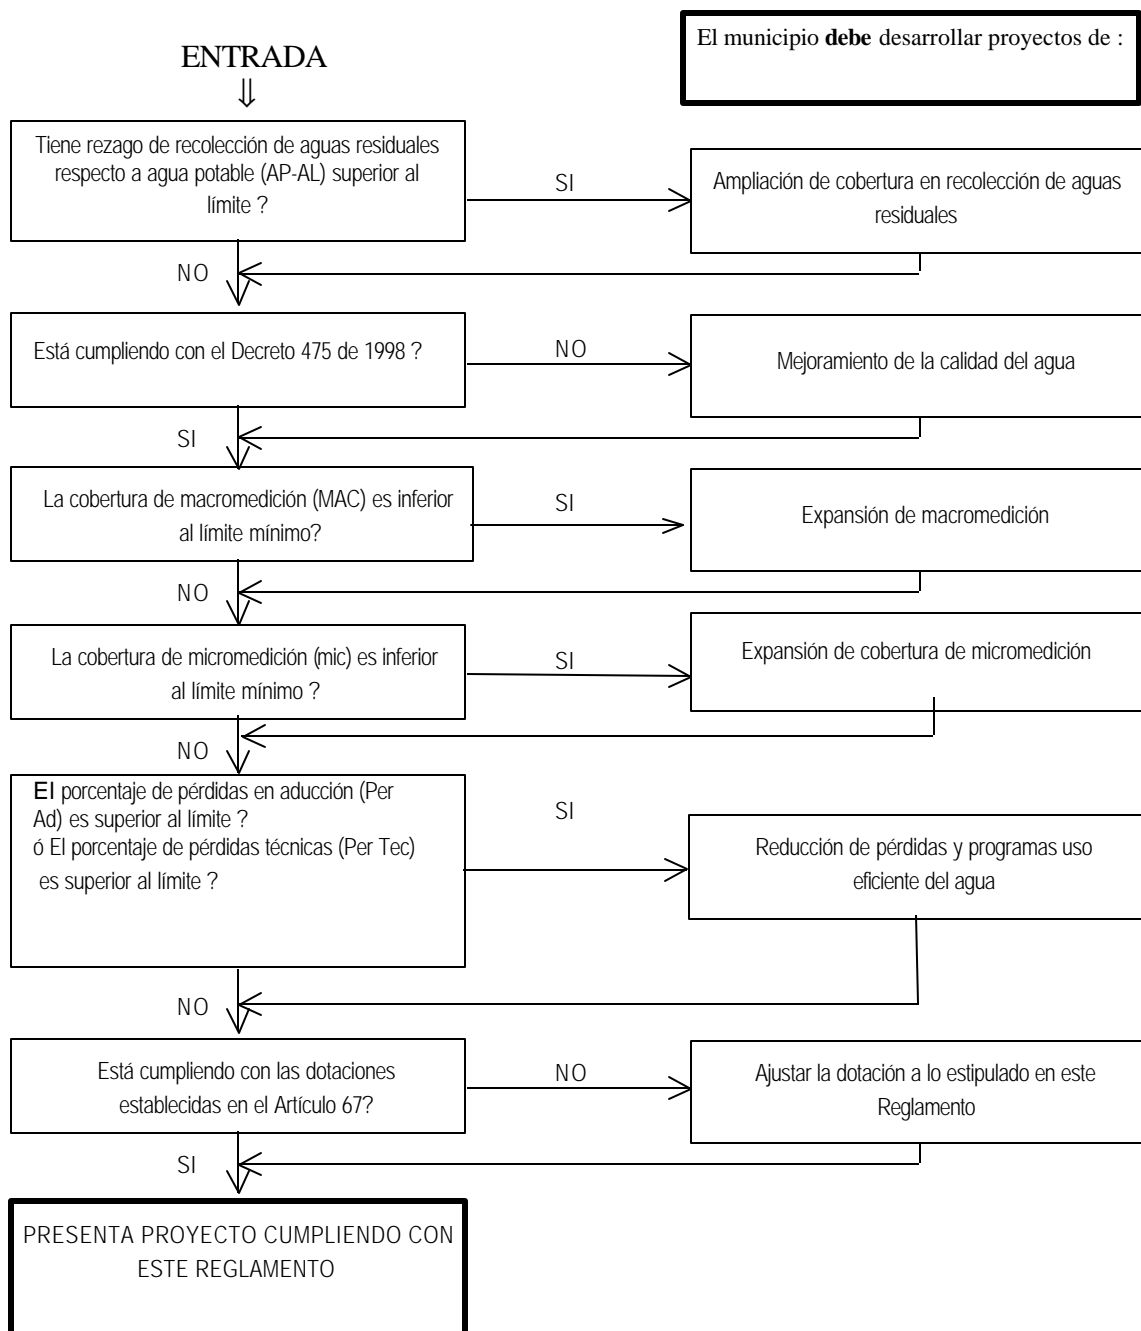 El municipio debe desarrollar proyectos de :
ENTRADA
⇓
Tiene rezago de recolección de aguas residuales
respecto a agua potable (AP-AL) superior al
límite ?
SI
Ampliación de cobertura en recolección de aguas
residuales
NO
Está cumpliendo con el Decreto 475 de 1998 ?
NO
Mejoramiento de la calidad del agua
SI
La cobertura de macromedición (MAC) es inferior
al límite mínimo?
SI
Expansión de macromedición
NO
La cobertura de micromedición (mic) es inferior
al límite mínimo ?
SI
Expansión de cobertura de micromedición
NO
El porcentaje de pérdidas en aducción (Per
Ad) es superior al límite ?
ó El porcentaje de pérdidas técnicas (Per Tec)
es superior al límite ?
SI
Reducción de pérdidas y programas uso
eficiente del agua
NO
Está cumpliendo con las dotaciones
establecidas en el Artículo 67?
NO
Ajustar la dotación a lo estipulado en este
Reglamento
SI
PRESENTA PROYECTO CUMPLIENDO CON
ESTE REGLAMENTO